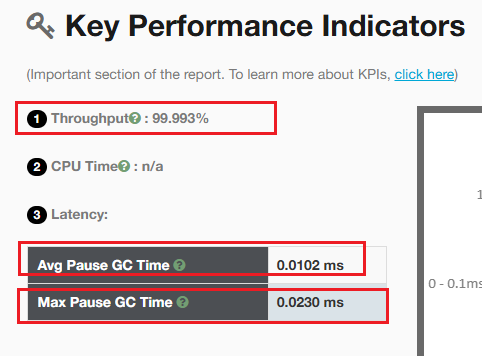 Key Performance Indicators
(Important section of the report. To learn more about KPIs, click here)
1 Throughput? : 99.993%
2 CPU Time? : n/a
3 Latency:
Avg Pause GC Time ? 0.0102 ms
Max Pause GC Time ? 0.0230 ms
1
0 - 0.1ms